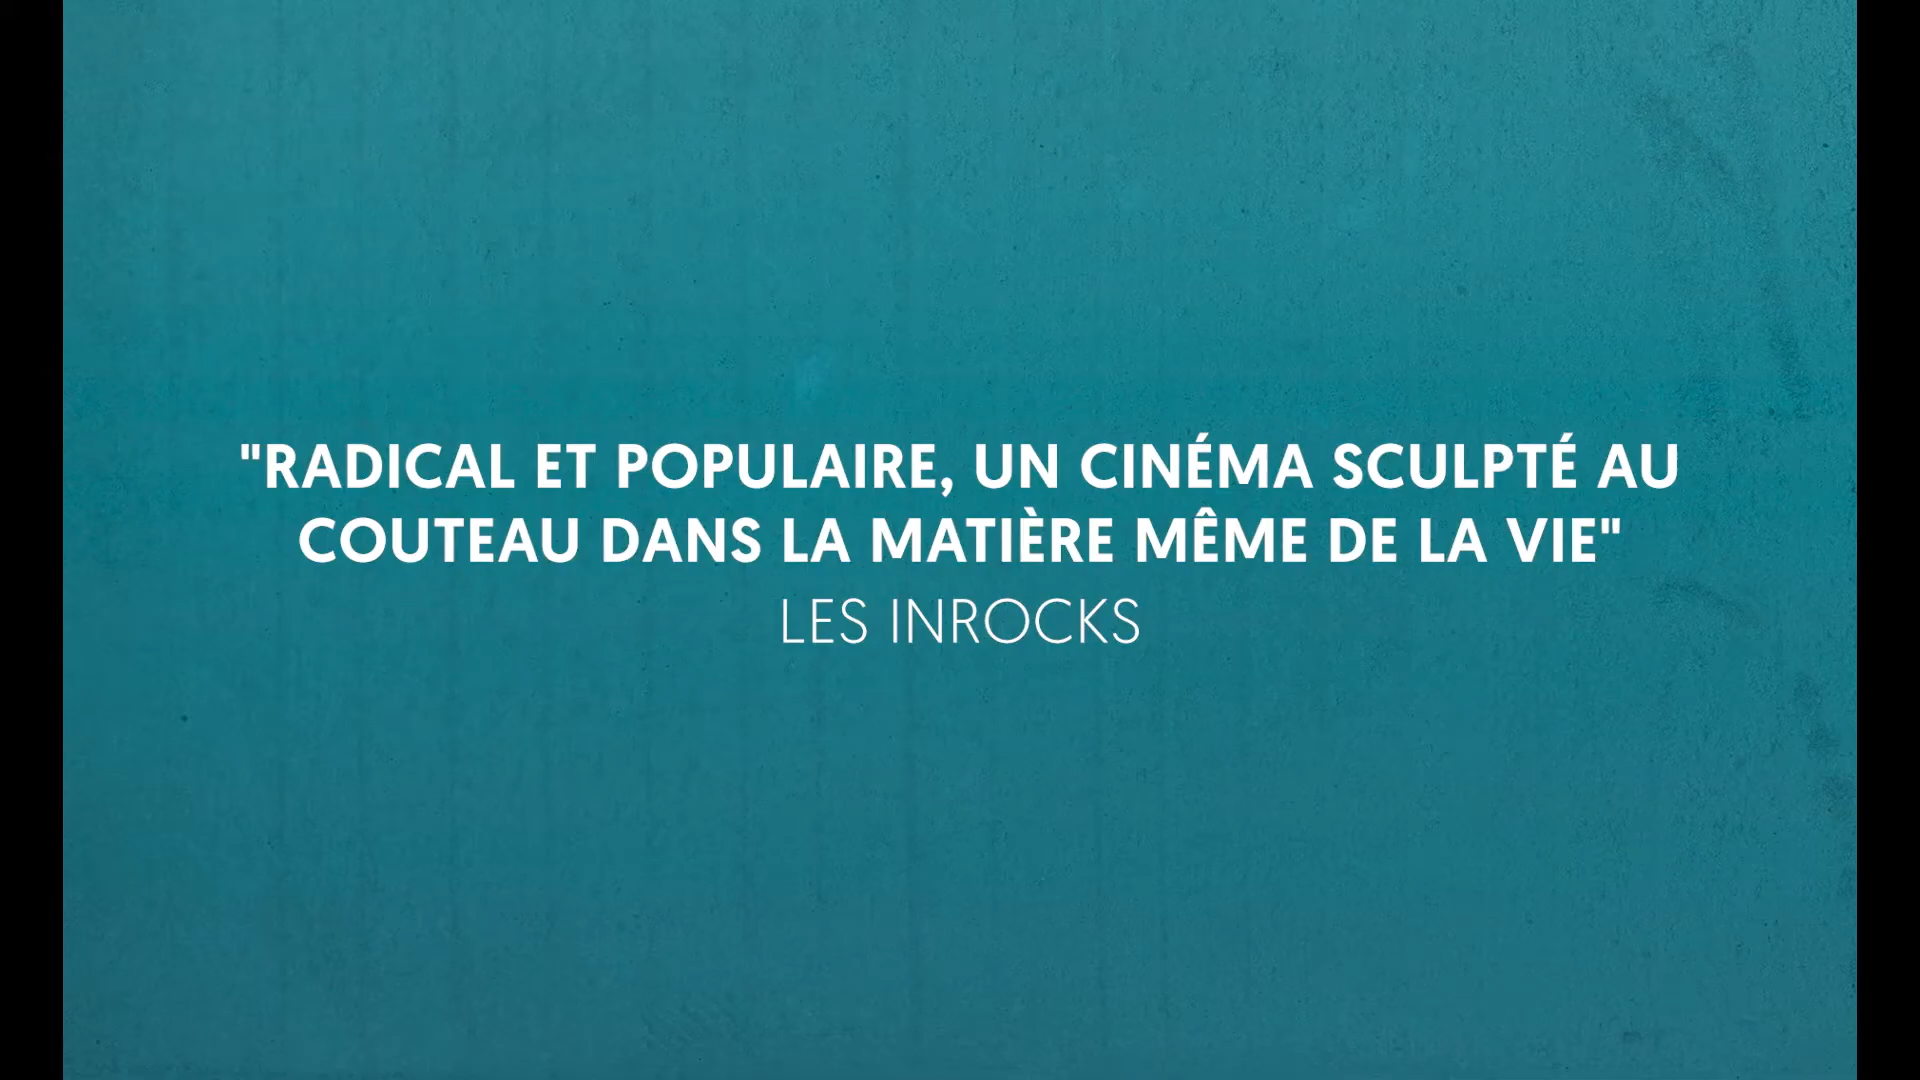 "RADICAL ET POPULAIRE, UN CINÉMA SCULPTÉ AU
COUTEAU DANS LA MATIÈRE MÊME DE LA VIE"
LES INROCKS